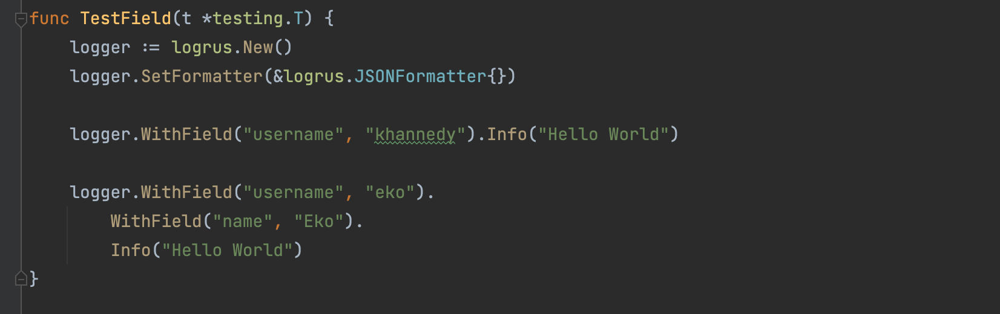 func TestField(t *testing.T) {
    logger := logrus.New()
    logger.SetFormatter(&logrus.JSONFormatter{})
    logger.WithField("username", "khannedy").Info("Hello World")
    logger.WithField("username", "eko").
        WithField("name", "Eko").
        Info("Hello World")
}